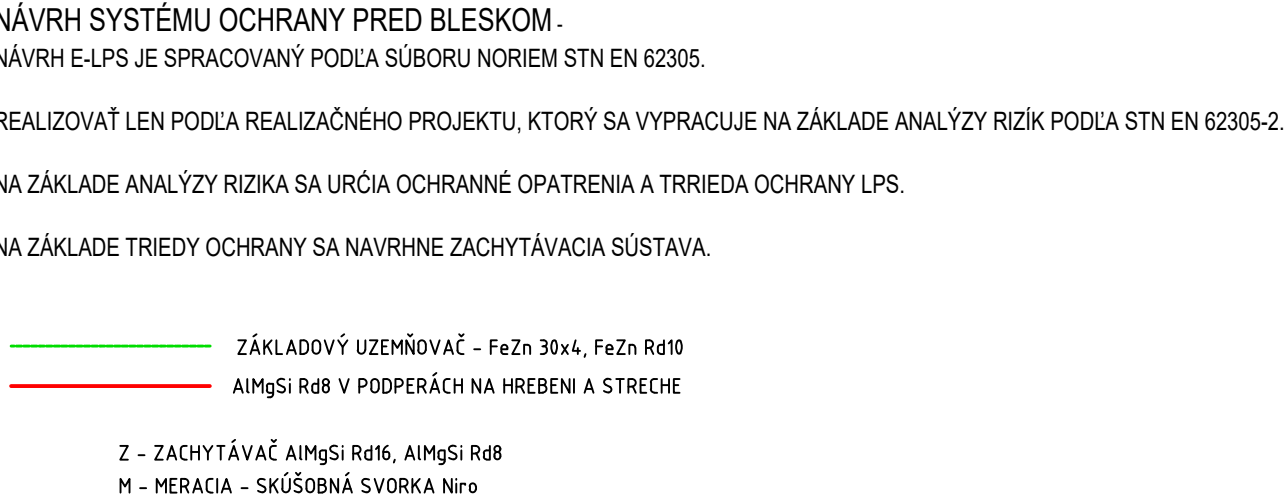 NÁVRH SYSTÉMU OCHRANY PRED BLESKOM -
NÁVRH E-LPS JE SPRACOVANÝ PODĽA SÚBORU NORIEM STN EN 62305.
REALIZOVAŤ LEN PODĽA REALIZAČNÉHO PROJEKTU, KTORÝ SA VYPRACUJE NA ZÁKLADE ANALÝZY RIZÍK PODĽA STN EN 62305-2.
NA ZÁKLADE ANALÝZY RIZIKA SA URĆIA OCHRANNÉ OPATRENIA A TRRIEDA OCHRANY LPS.
NA ZÁKLADE TRIEDY OCHRANY SA NAVRHNE ZACHYTÁVACIA SÚSTAVA.
ZÁKLADOVÝ UZEMŇOVAČ - FeZn 30x4, FeZn Rd10
AlMgSi Rd8 V PODPERÁCH NA HREBENI A STRECHE
Z - ZACHYTÁVAČ AlMgSi Rd16, AlMgSi Rd8
M - MERACIA - SKÚŠOBNÁ SVORKA Niro